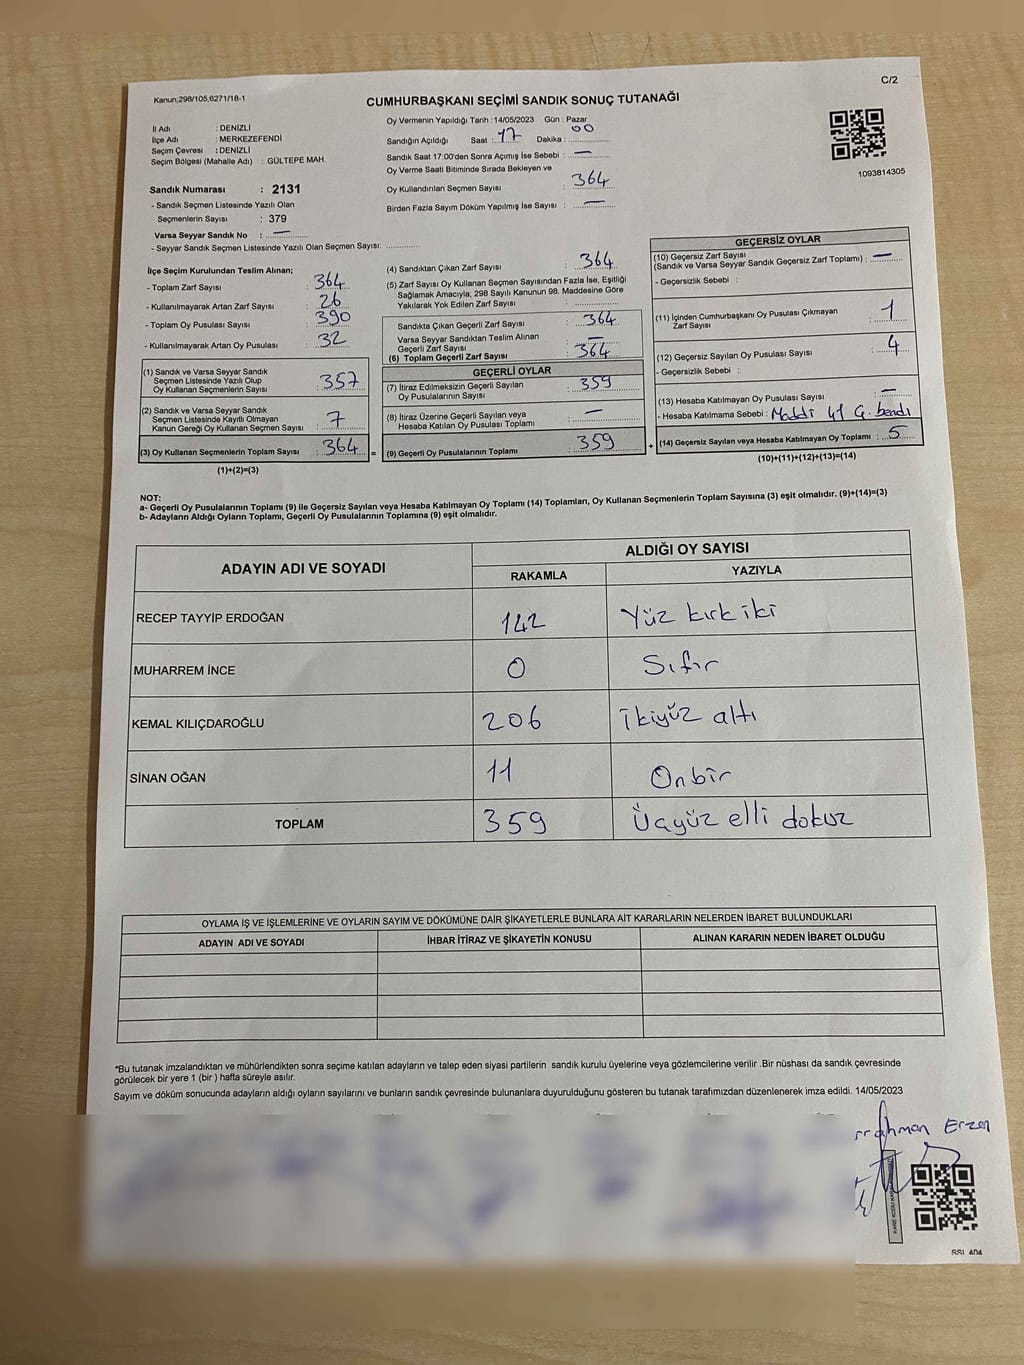 C/2
Kanun;298/105,6271/18-1
CUMHURBAŞKANI SEÇİMİ SANDIK SONUÇ TUTANAĞI
İl Adı : DENİZLİ
İlçe Adı : MERKEZEFENDİ
Seçim Çevresi : DENİZLİ
Seçim Bölgesi (Mahalle Adı) : GÜLTEPE MAH.
Oy Vermenin Yapıldığı Tarih :14/05/2023 Gün : Pazar
Sandığın Açıldığı Saat : 17 Dakika : 00
Sandık Saat 17:00'den Sonra Açımış İse Sebebi : —
Oy Verme Saati Bitiminde Sırada Bekleyen ve
Oy Kullandırılan Seçmen Sayısı : 364
Birden Fazla Sayım Döküm Yapılmış İse Sayısı : —
1093814305
Sandık Numarası : 2131
- Sandık Seçmen Listesinde Yazılı Olan
Seçmenlerin Sayısı : 379
Varsa Seyyar Sandık No : —
- Seyyar Sandık Seçmen Listesinde Yazılı Olan Seçmen Sayısı: ..............
İlçe Seçim Kurulundan Teslim Alınan;
- Toplam Zarf Sayısı : 364
- Kullanılmayarak Artan Zarf Sayısı : 26
- Toplam Oy Pusulası Sayısı : 390
- Kullanılmayarak Artan Oy Pusulası : 32
(1) Sandık ve Varsa Seyyar Sandık
Seçmen Listesinde Yazılı Olup
Oy Kullanan Seçmenlerin Sayısı : 357
(2) Sandık ve Varsa Seyyar Sandık
Seçmen Listesinde Kayıtlı Olmayan
Kanun Gereği Oy Kullanan Seçmen Sayısı : 7
(3) Oy Kullanan Seçmenlerin Toplam Sayısı : 364 =
(1)+(2)=(3)
(4) Sandıktan Çıkan Zarf Sayısı : 364
(5) Zarf Sayısı Oy Kullanan Seçmen Sayısından Fazla İse, Eşitliği
Sağlamak Amacıyla; 298 Sayılı Kanunun 98. Maddesine Göre
Yakılarak Yok Edilen Zarf Sayısı : ..............
Sandıkta Çıkan Geçerli Zarf Sayısı : 364
Varsa Seyyar Sandıktan Teslim Alınan
Geçerli Zarf Sayısı : —
(6) Toplam Geçerli Zarf Sayısı : 364
GEÇERLİ OYLAR
(7) İtiraz Edilmeksizin Geçerli Sayılan
Oy Pusulalarının Sayısı : 359
(8) İtiraz Üzerine Geçerli Sayılan veya
Hesaba Katılan Oy Pusulası Toplamı : —
(9) Geçerli Oy Pusulalarının Toplamı : 359 +
GEÇERSİZ OYLAR
(10) Geçersiz Zarf Sayısı
(Sandık ve Varsa Seyyar Sandık Geçersiz Zarf Toplamı) : —
- Geçersizlik Sebebi :
(11) İçinden Cumhurbaşkanı Oy Pusulası Çıkmayan
Zarf Sayısı : 1
(12) Geçersiz Sayılan Oy Pusulası Sayısı : 4
- Geçersizlik Sebebi :
(13) Hesaba Katılmayan Oy Pusulası Sayısı : —
- Hesaba Katılmama Sebebi : Maddi 41 G. bendi
(14) Geçersiz Sayılan veya Hesaba Katılmayan Oy Toplamı : 5
(10)+(11)+(12)+(13)=(14)
NOT:
a- Geçerli Oy Pusulalarının Toplamı (9) ile Geçersiz Sayılan veya Hesaba Katılmayan Oy Toplamı (14) Toplamları, Oy Kullanan Seçmenlerin Toplam Sayısına (3) eşit olmalıdır. (9)+(14)=(3)
b- Adayların Aldığı Oyların Toplamı, Geçerli Oy Pusulalarının Toplamına (9) eşit olmalıdır.
ADAYIN ADI VE SOYADI
ALDIĞI OY SAYISI
RAKAMLA YAZIYLA
RECEP TAYYİP ERDOĞAN 142 Yüz kırk iki
MUHARREM İNCE 0 Sıfır
KEMAL KILIÇDAROĞLU 206 ikiyüz altı
SİNAN OĞAN 11 Onbir
TOPLAM 359 Üçyüz elli dokuz
OYLAMA İŞ VE İŞLEMLERİNE VE OYLARIN SAYIM VE DÖKÜMÜNE DAİR ŞİKAYETLERLE BUNLARA AİT KARARLARIN NELERDEN İBARET BULUNDUKLARI
ADAYIN ADI VE SOYADI İHBAR İTİRAZ VE ŞİKAYETİN KONUSU ALINAN KARARIN NEDEN İBARET OLDUĞU
*Bu tutanak imzalandıktan ve mühürlendikten sonra seçime katılan adayların ve talep eden siyasi partilerin sandık kurulu üyelerine veya gözlemcilerine verilir .Bir nüshası da sandık çevresinde
görülecek bir yere 1 (bir ) hafta süreyle asılır.
Sayım ve döküm sonucunda adayların aldığı oyların sayılarını ve bunların sandık çevresinde bulunanlara duyurulduğunu gösteren bu tutanak tarafımızdan düzenlenerek imza edildi. 14/05/2023
Erzen